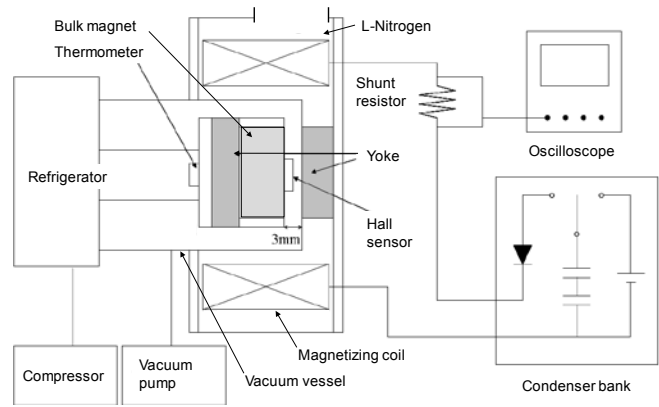 L-Nitrogen
Bulk magnet
Thermometer
Shunt
resistor
Oscilloscope
Yoke
Refrigerator
Hall
sensor
3mm
Magnetizing coil
Compressor
Vacuum
pump
Vacuum vessel
Condenser bank